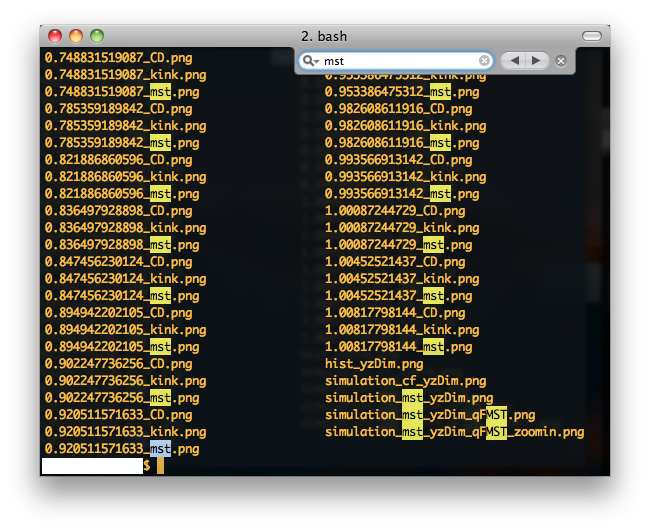 2. bash
mst
0.748831519087_CD.png
0.748831519087_kink.png
0.748831519087_mst.png
0.785359189842_CD.png
0.785359189842_kink.png
0.785359189842_mst.png
0.821886860596_CD.png
0.821886860596_kink.png
0.821886860596_mst.png
0.836497928898_CD.png
0.836497928898_kink.png
0.836497928898_mst.png
0.847456230124_CD.png
0.847456230124_kink.png
0.847456230124_mst.png
0.894942202105_CD.png
0.894942202105_kink.png
0.894942202105_mst.png
0.902247736256_CD.png
0.902247736256_kink.png
0.902247736256_mst.png
0.920511571633_CD.png
0.920511571633_kink.png
0.920511571633_mst.png
$
0.953386475312_kink.png
0.953386475312_mst.png
0.982608611916_CD.png
0.982608611916_kink.png
0.982608611916_mst.png
0.993566913142_CD.png
0.993566913142_kink.png
0.993566913142_mst.png
1.00087244729_CD.png
1.00087244729_kink.png
1.00087244729_mst.png
1.00452521437_CD.png
1.00452521437_kink.png
1.00452521437_mst.png
1.00817798144_CD.png
1.00817798144_kink.png
1.00817798144_mst.png
hist_yzDim.png
simulation_cf_yzDim.png
simulation_mst_yzDim.png
simulation_mst_yzDim_qFMST.png
simulation_mst_yzDim_qFMST_zoomin.png